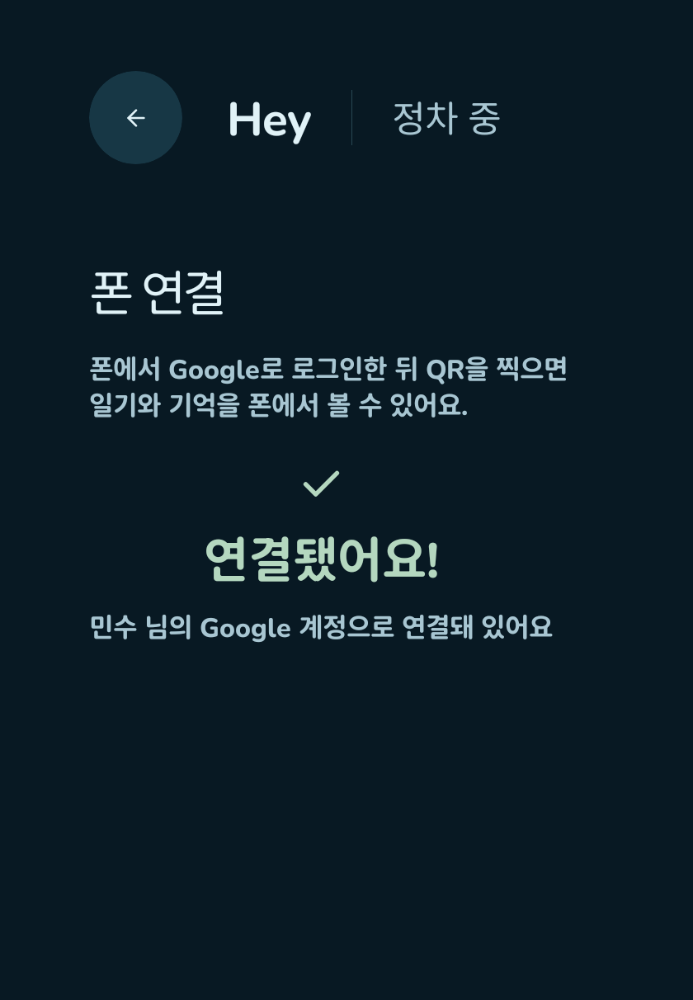 Hey
정차 중
폰 연결
폰에서 Google로 로그인한 뒤 QR을 찍으면
일기와 기억을 폰에서 볼 수 있어요.
연결됐어요!
민수 님의 Google 계정으로 연결돼 있어요